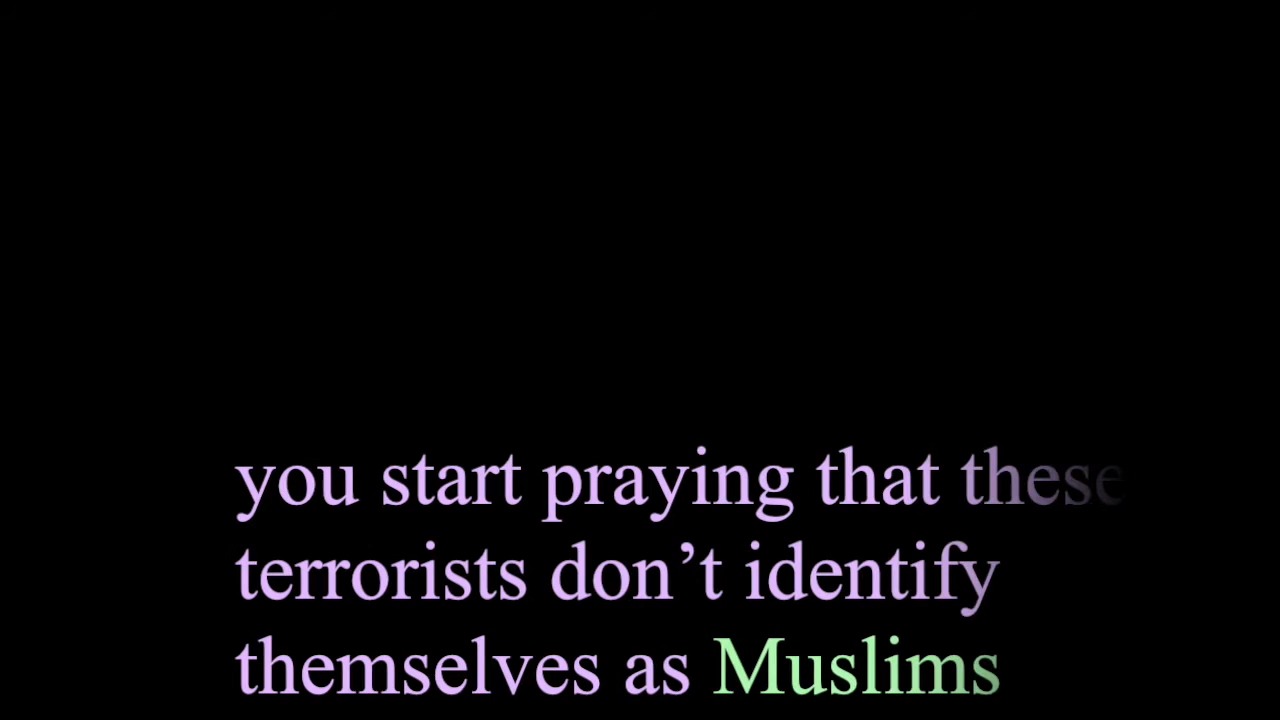 you start praying that these
terrorists don’t identify
themselves as Muslims